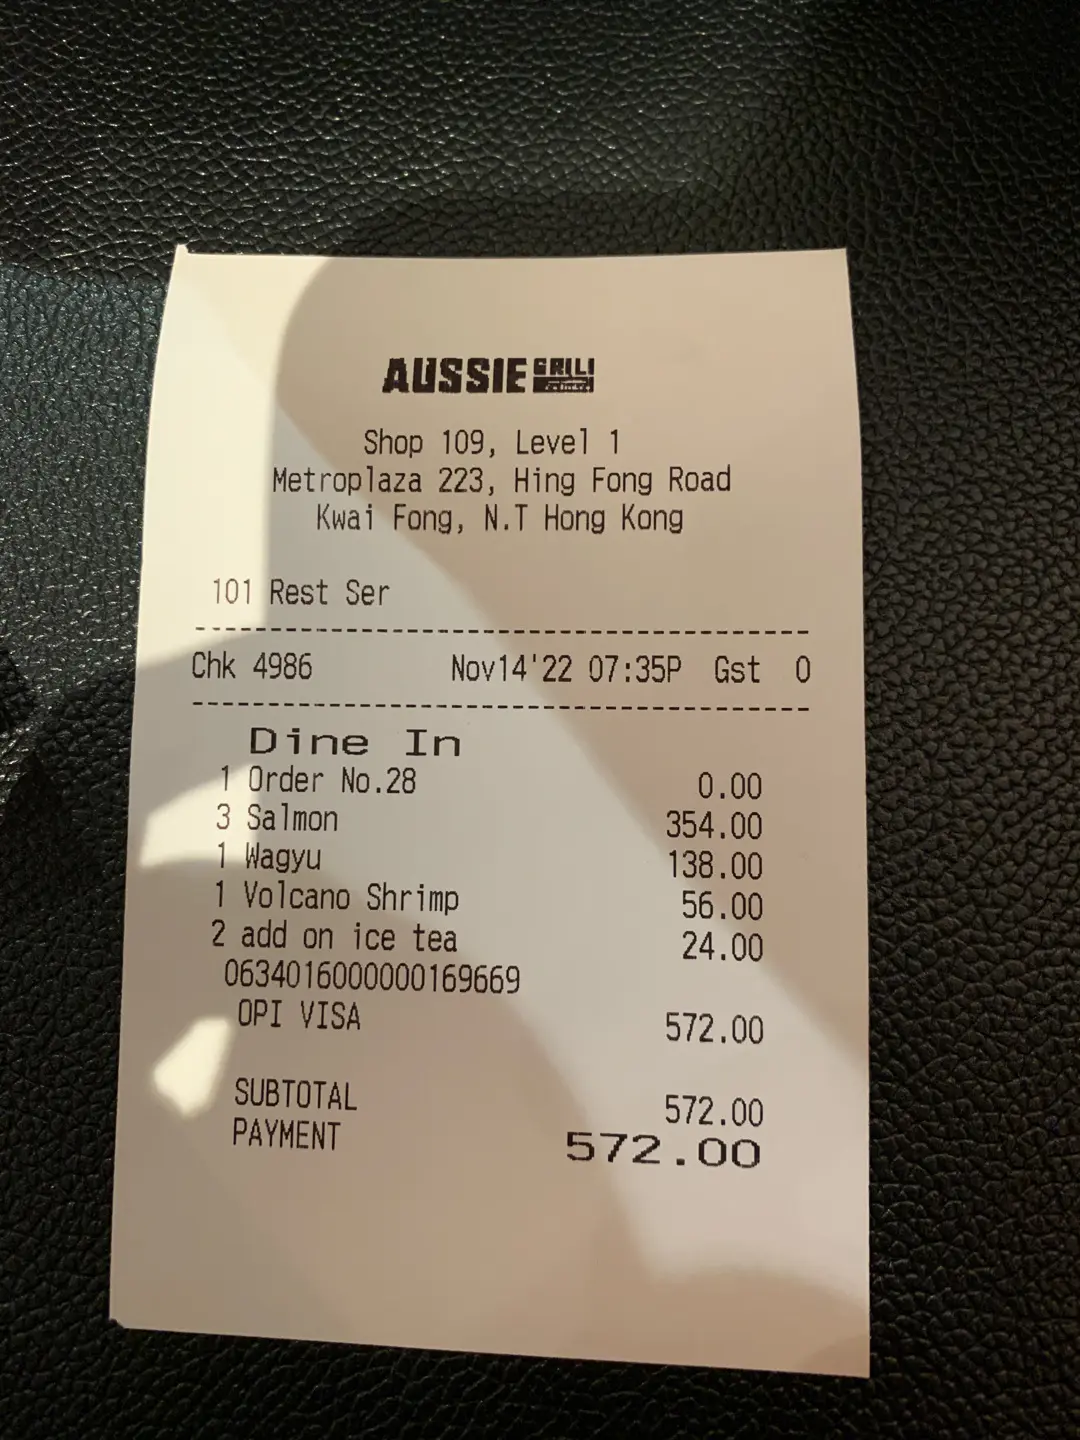 AUSSIE GRILL
Shop 109, Level 1
Metroplaza 223, Hing Fong Road
Kwai Fong, N.T Hong Kong
101 Rest Ser
Chk 4986 Nov14'22 07:35P Gst 0
Dine In
1 Order No.28 0.00
3 Salmon 354.00
1 Wagyu 138.00
1 Volcano Shrimp 56.00
2 add on ice tea 24.00
0634016000000169669
OPI VISA 572.00
SUBTOTAL 572.00
PAYMENT 572.00